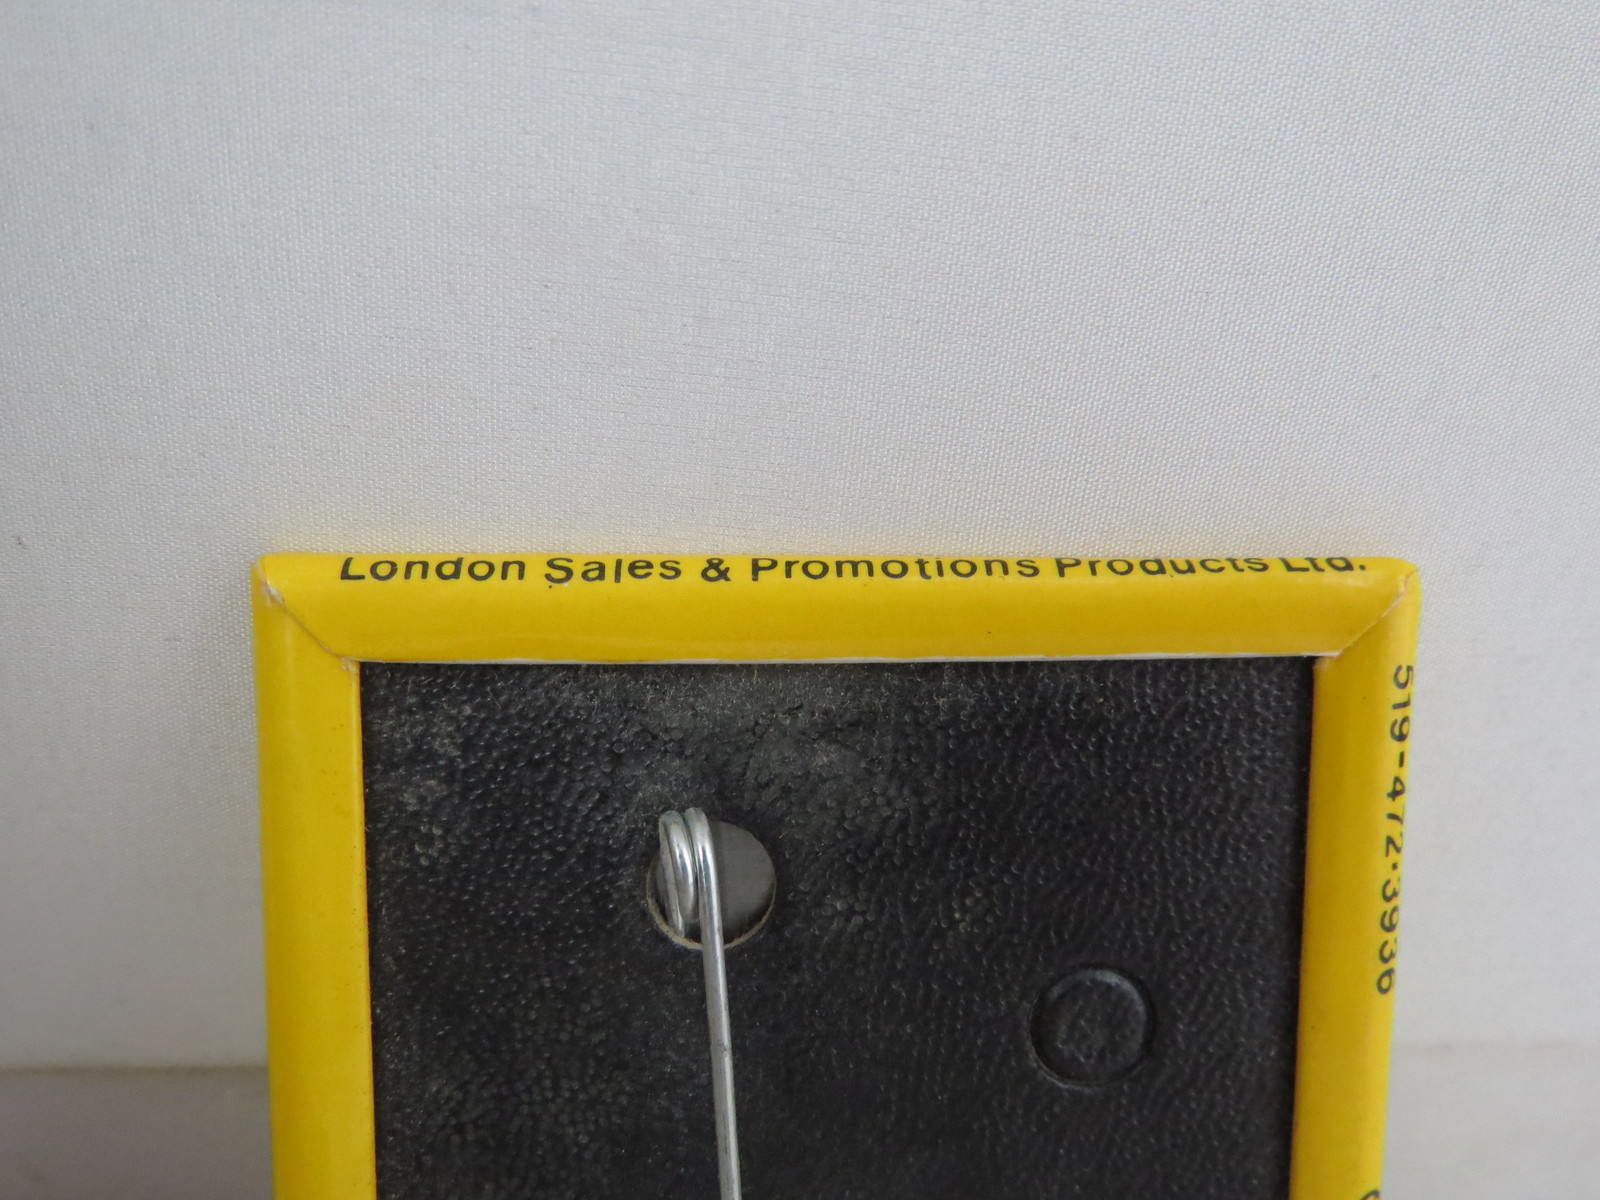 London Sales & Promotions Products Ltd.
519-472-3936